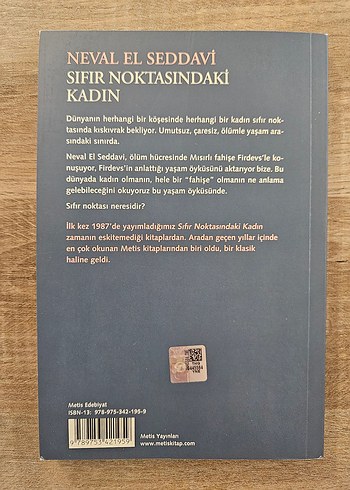 NEVAL EL SEDDAVİ
SIFIR NOKTASINDAKİ
KADIN
Dünyanın herhangi bir köşesinde herhangi bir kadın sıfır nok-
tasında kıskıvrak bekliyor. Umutsuz, çaresiz, ölümle yaşam ara-
sındaki sınırda.
Neval El Seddavi, ölüm hücresinde Mısırlı fahişe Firdevs'le ko-
nuşuyor, Firdevs'in anlattığı yaşam öyküsünü aktarıyor bize. Bu
dünyada kadın olmanın, hele bir "fahişe" olmanın ne anlama
gelebileceğini okuyoruz bu yaşam öyküsünde.
Sıfır noktası neresidir?
İlk kez 1987'de yayımladığımız Sıfır Noktasındaki Kadın
zamanın eskitemediği kitaplardan. Aradan geçen yıllar içinde
en çok okunan Metis kitaplarından biri oldu, bir klasik
haline geldi.
Metis Edebiyat
ISBN-13: 978-975-342-195-9
9 789753 421959
Metis Yayınları
www.metiskitap.com